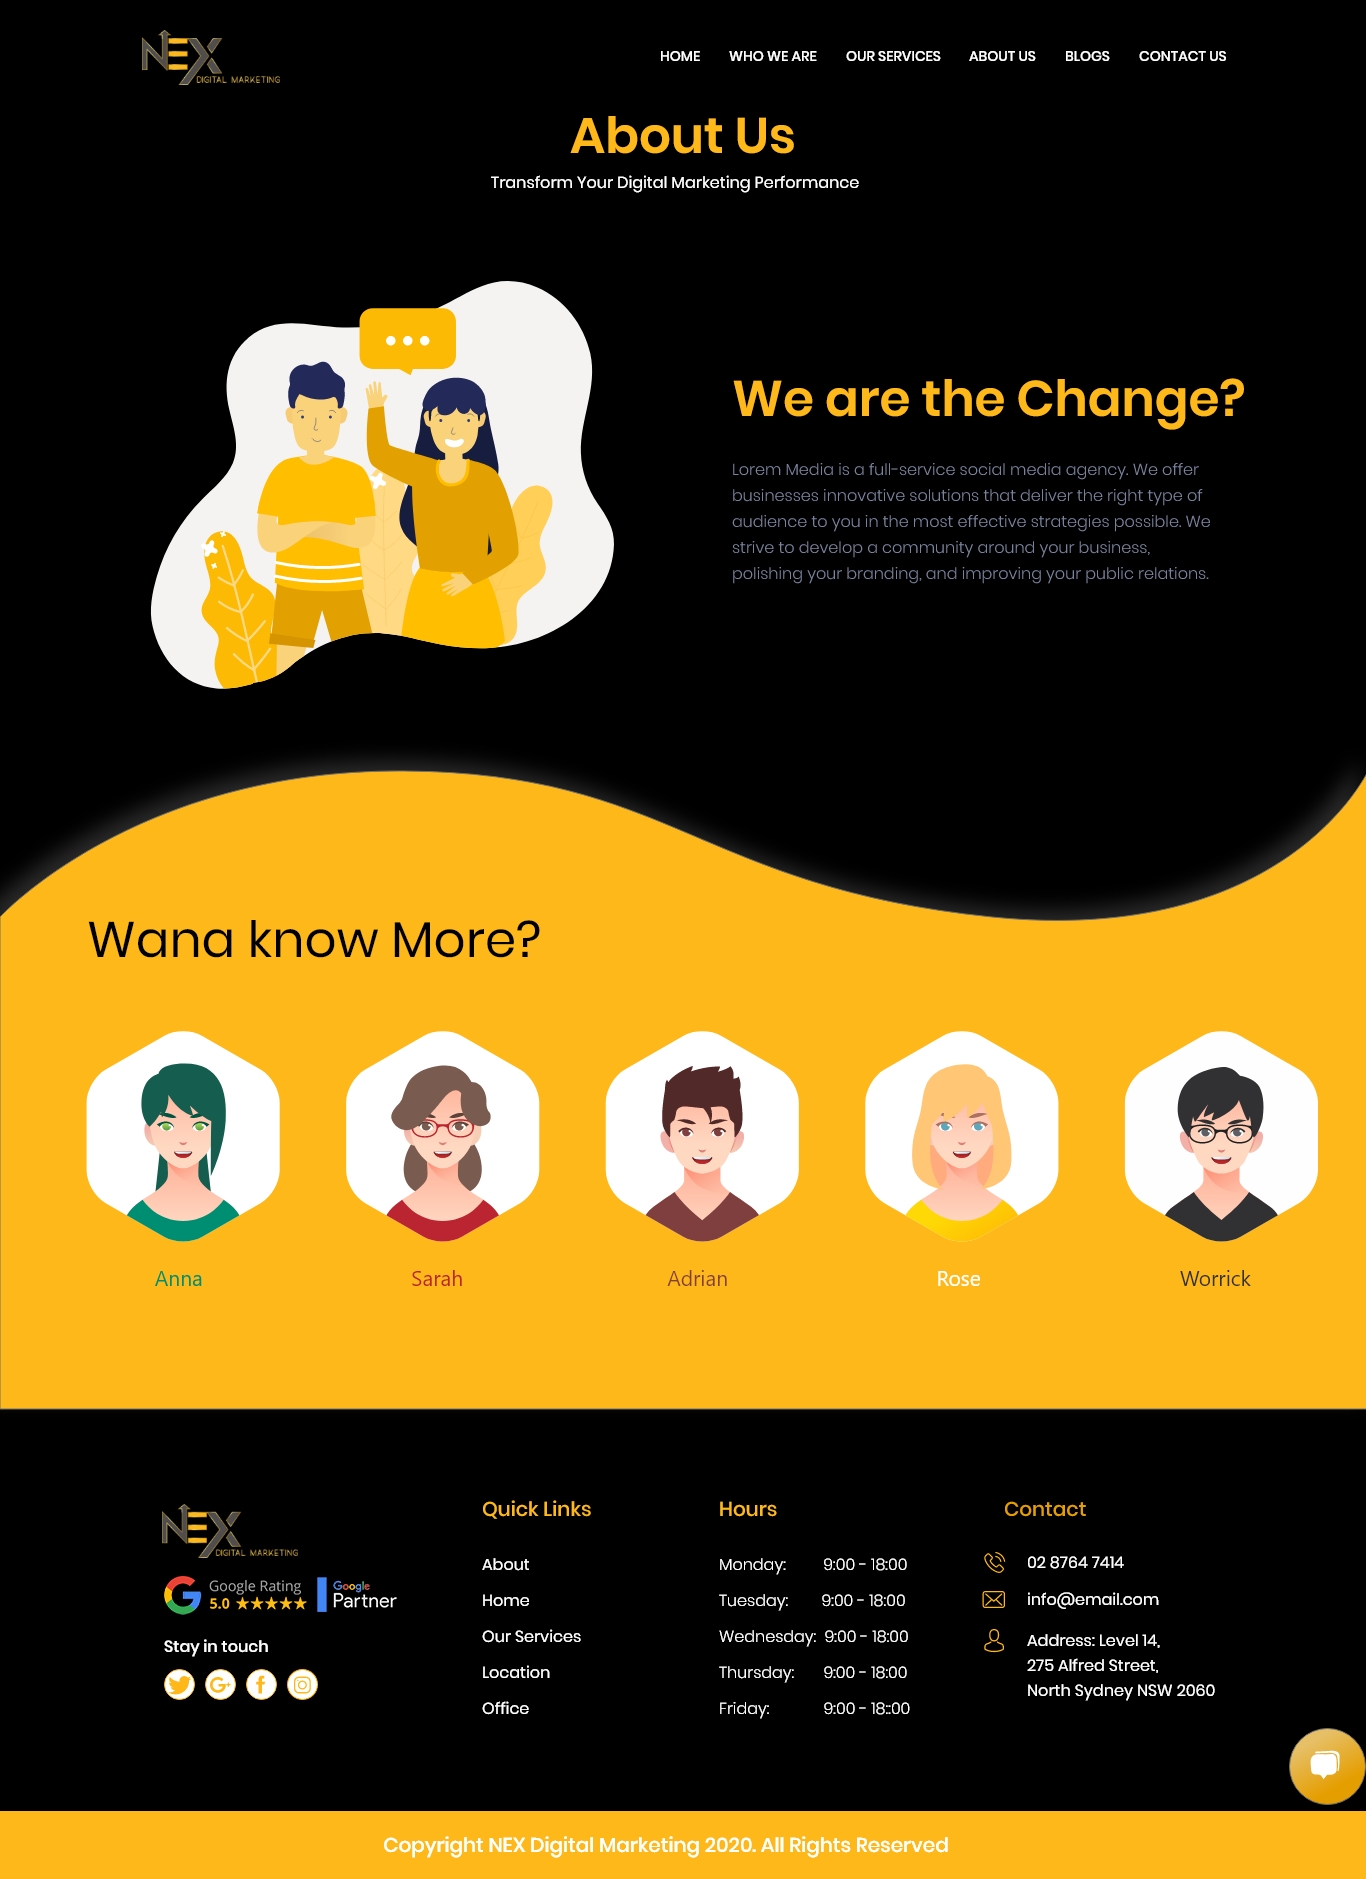 NEX
DIGITAL MARKETING
HOME WHO WE ARE OUR SERVICES ABOUT US BLOGS CONTACT US
About Us
Transform Your Digital Marketing Performance
We are the Change?
Lorem Media is a full-service social media agency. We offer
businesses innovative solutions that deliver the right type of
audience to you in the most effective strategies possible. We
strive to develop a community around your business,
polishing your branding, and improving your public relations.
Wana know More?
Anna
Sarah
Adrian
Rose
Worrick
NEX
DIGITAL MARKETING
Google Rating
5.0 ★★★★★
Google
Partner
Stay in touch
Quick Links
About
Home
Our Services
Location
Office
Hours
Monday: 9:00 - 18:00
Tuesday: 9:00 - 18:00
Wednesday: 9:00 - 18:00
Thursday: 9:00 - 18:00
Friday: 9:00 - 18::00
Contact
02 8764 7414
info@email.com
Address: Level 14,
275 Alfred Street,
North Sydney NSW 2060
Copyright NEX Digital Marketing 2020. All Rights Reserved